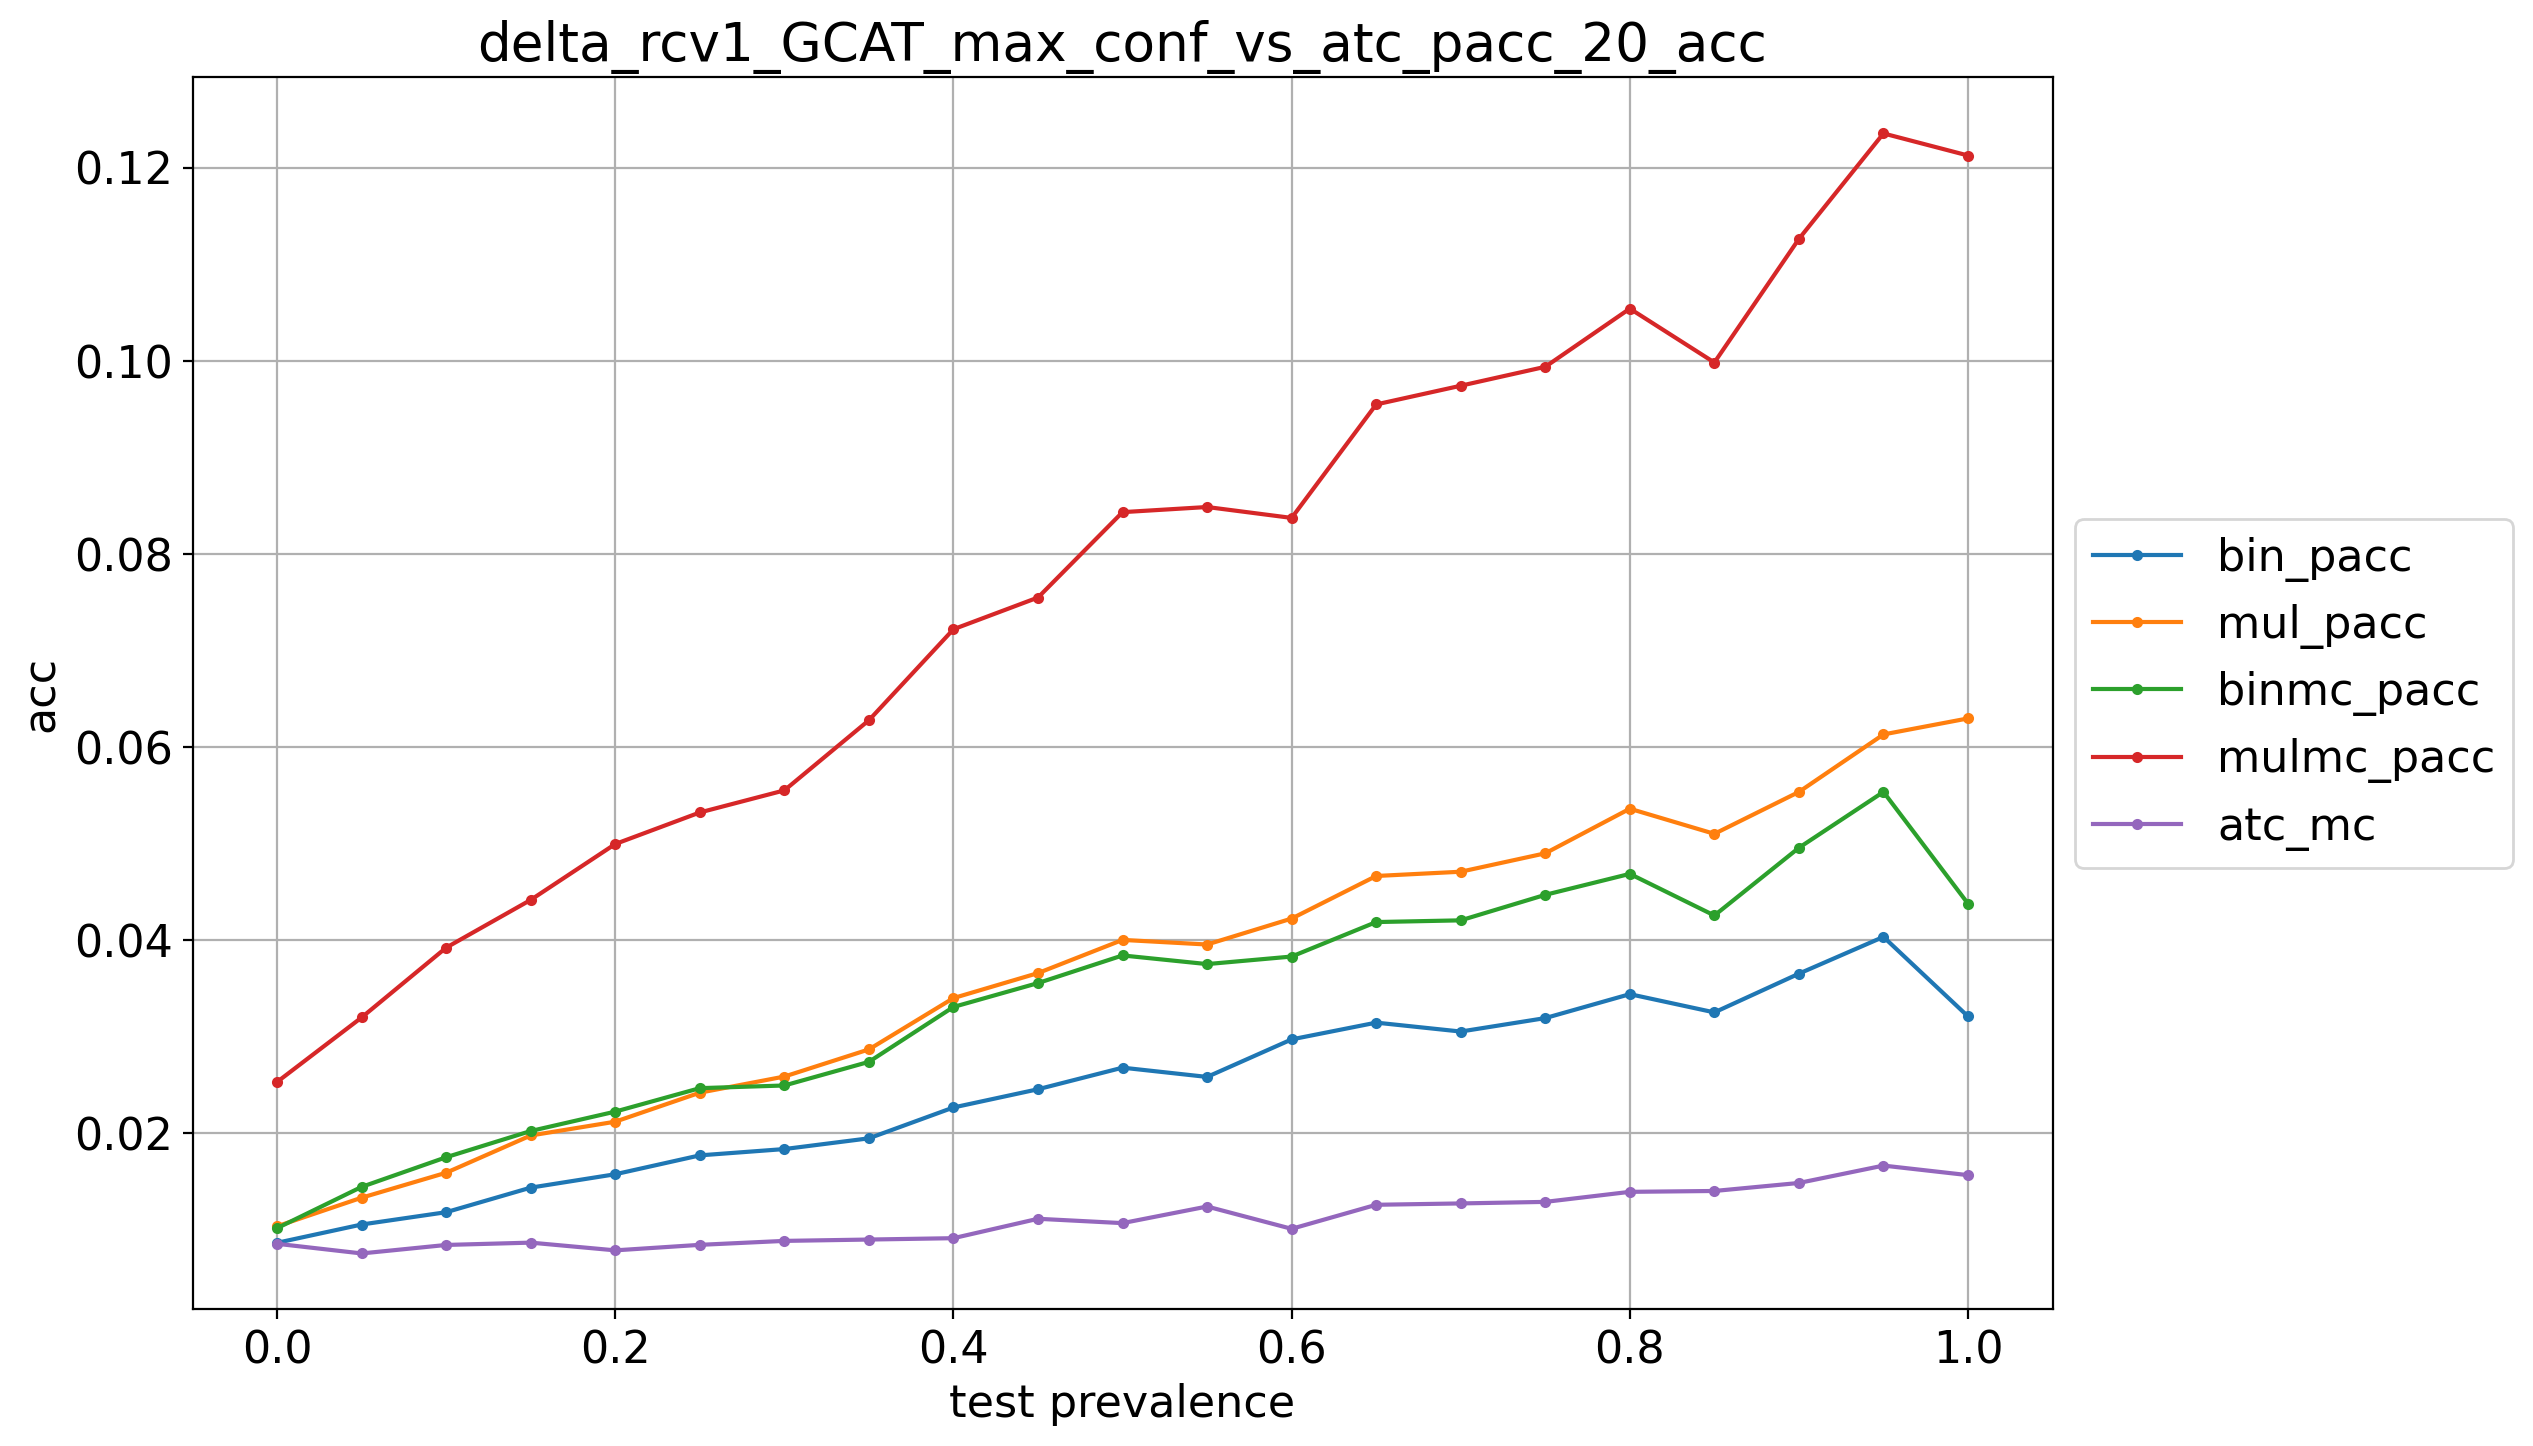 delta_rcv1_GCAT_max_conf_vs_atc_pacc_20_acc
acc
0.12
0.10
0.08
0.06
0.04
0.02
0.0 0.2 0.4 0.6 0.8 1.0
test prevalence
bin_pacc
mul_pacc
binmc_pacc
mulmc_pacc
atc_mc